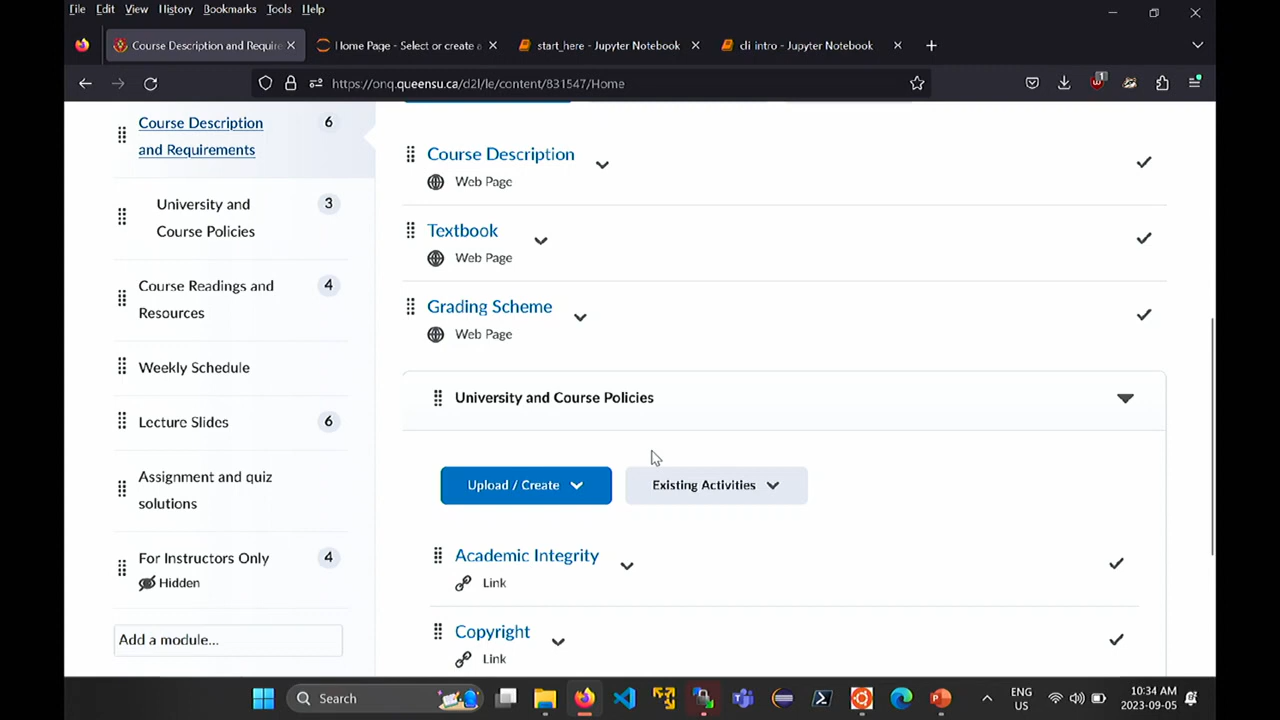 File Edit View History Bookmarks Tools Help
Course Description and Require
Home Page - Select or create a
start_here - Jupyter Notebook
cli intro - Jupyter Notebook
https://onq.queensu.ca/d2l/le/content/831547/Home
1
Course Description
and Requirements
6
University and
Course Policies
3
Course Readings and
Resources
4
Weekly Schedule
Lecture Slides
6
Assignment and quiz
solutions
For Instructors Only
4
Hidden
Add a module...
Course Description
Web Page
Textbook
Web Page
Grading Scheme
Web Page
University and Course Policies
Upload / Create
Existing Activities
Academic Integrity
Link
Copyright
Link
Search
ENG
US
10:34 AM
2023-09-05